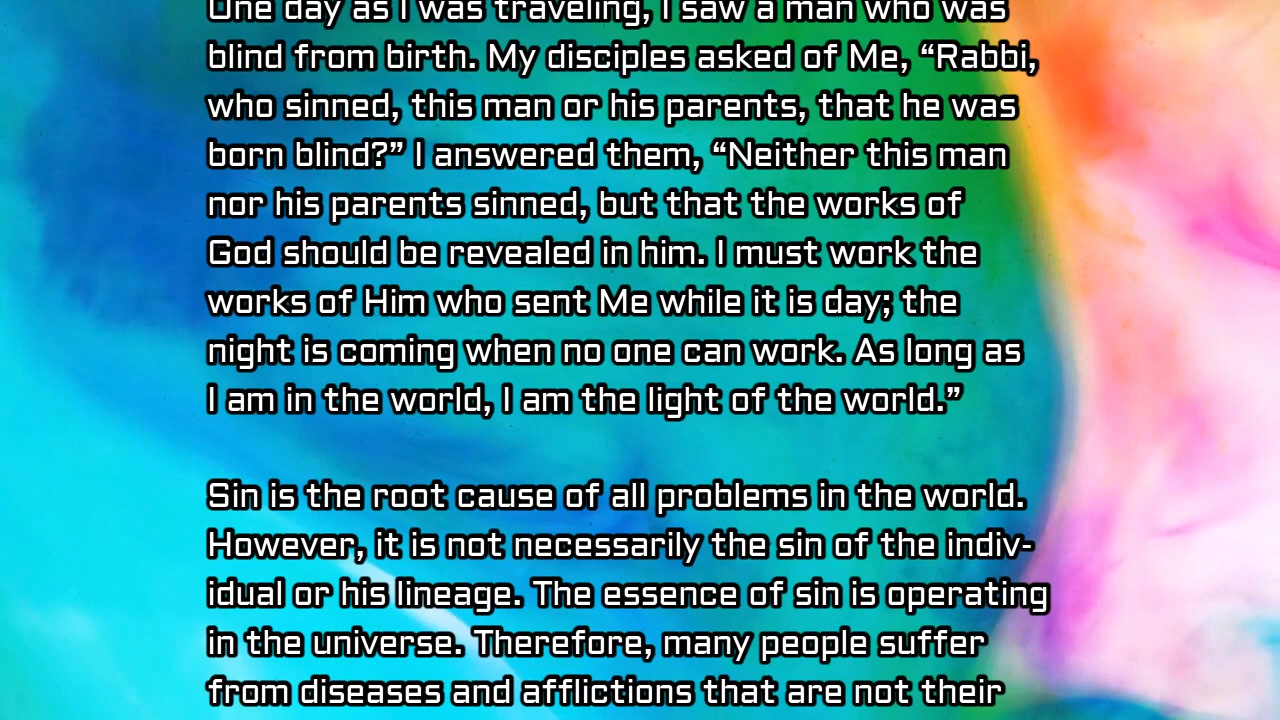 One day as I was traveling, I saw a man who was
blind from birth. My disciples asked of Me, “Rabbi,
who sinned, this man or his parents, that he was
born blind?” I answered them, “Neither this man
nor his parents sinned, but that the works of
God should be revealed in him. I must work the
works of Him who sent Me while it is day; the
night is coming when no one can work. As long as
I am in the world, I am the light of the world.”
Sin is the root cause of all problems in the world.
However, it is not necessarily the sin of the indiv-
idual or his lineage. The essence of sin is operating
in the universe. Therefore, many people suffer
from diseases and afflictions that are not their